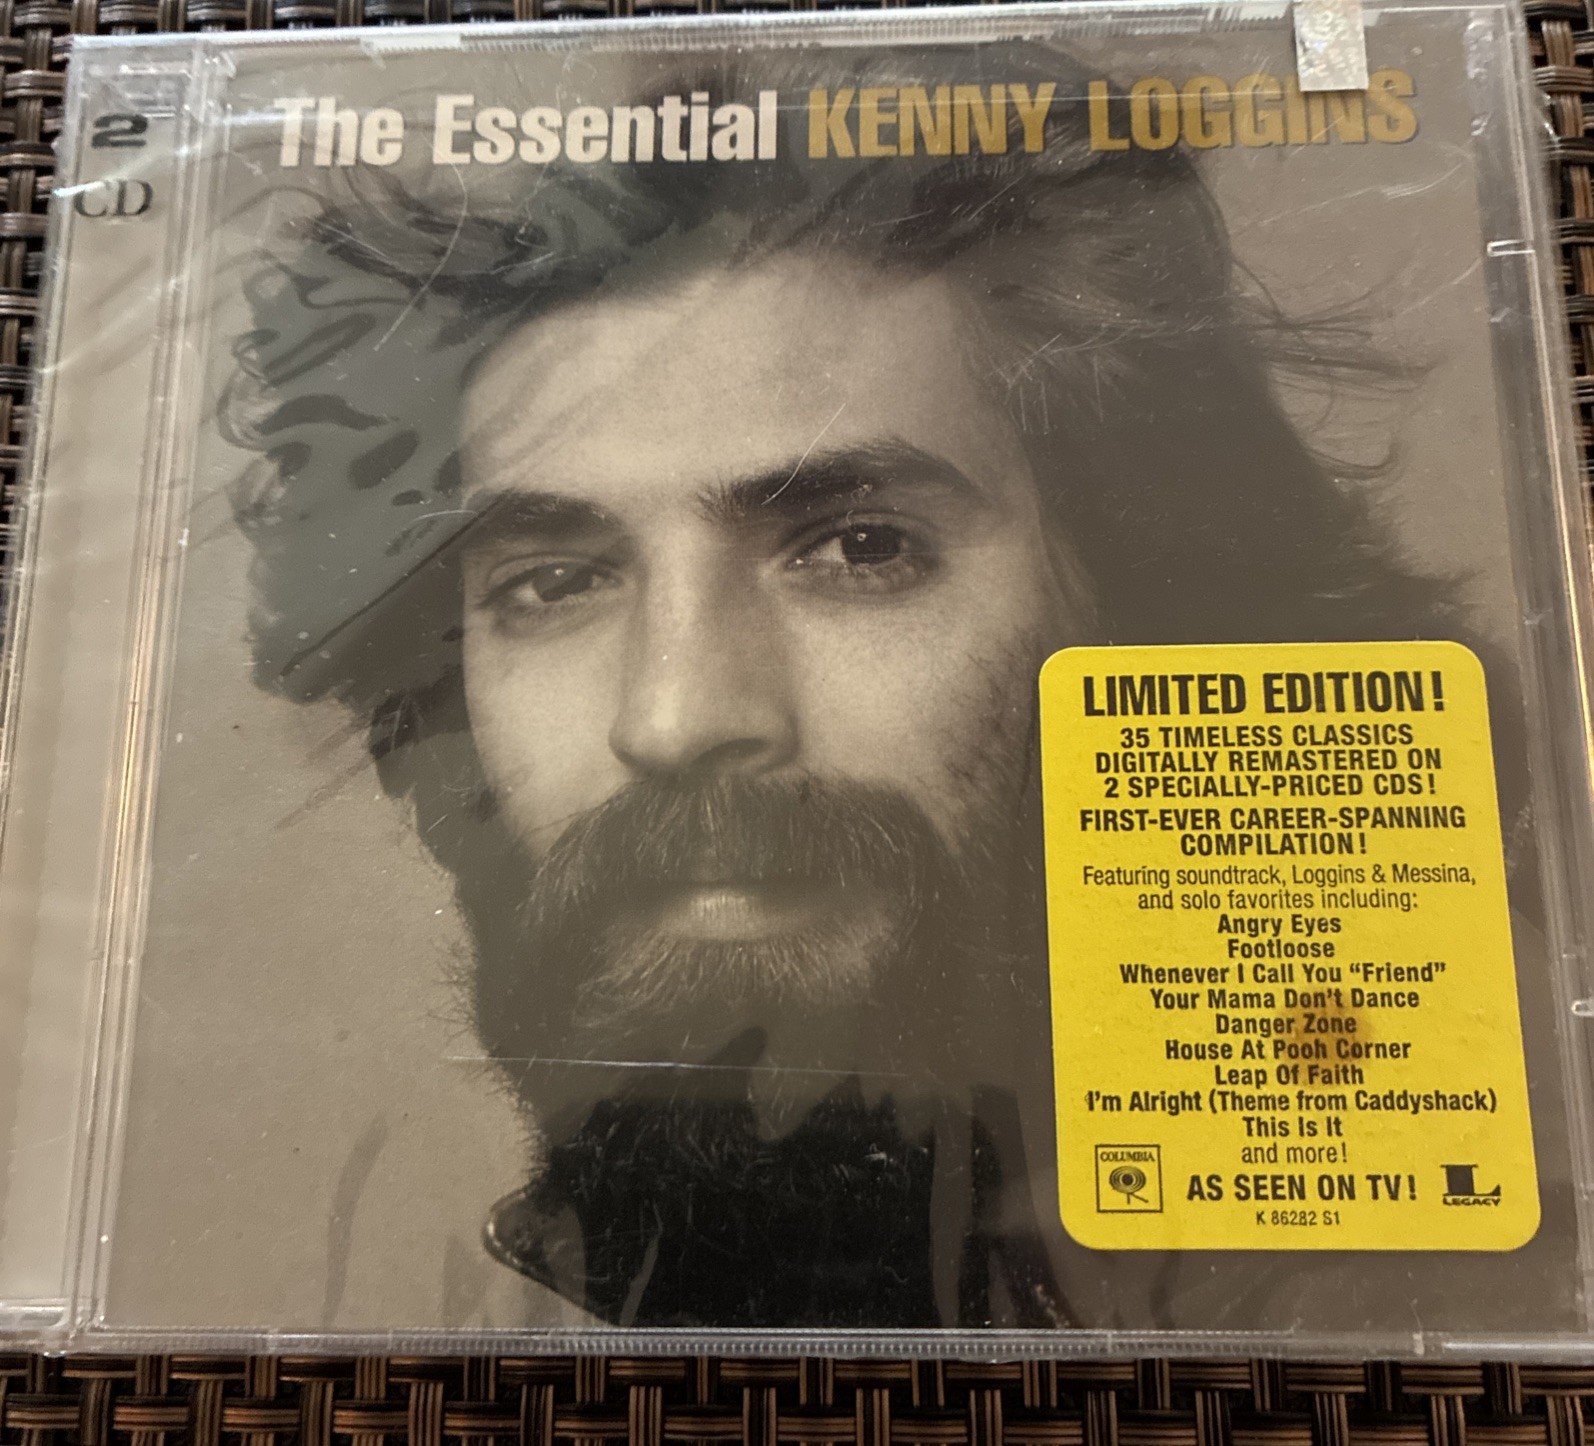 The Essential KENNY LOGGINS
2
CD
LIMITED EDITION!
35 TIMELESS CLASSICS
DIGITALLY REMASTERED ON
2 SPECIALLY-PRICED CDS!
FIRST-EVER CAREER-SPANNING
COMPILATION!
Featuring soundtrack, Loggins & Messina,
and solo favorites including:
Angry Eyes
Footloose
Whenever I Call You “Friend”
Your Mama Don't Dance
Danger Zone
House At Pooh Corner
Leap Of Faith
I'm Alright (Theme from Caddyshack)
This Is It
and more!
COLUMBIA
AS SEEN ON TV!
L
LEGACY
K 86282 S1